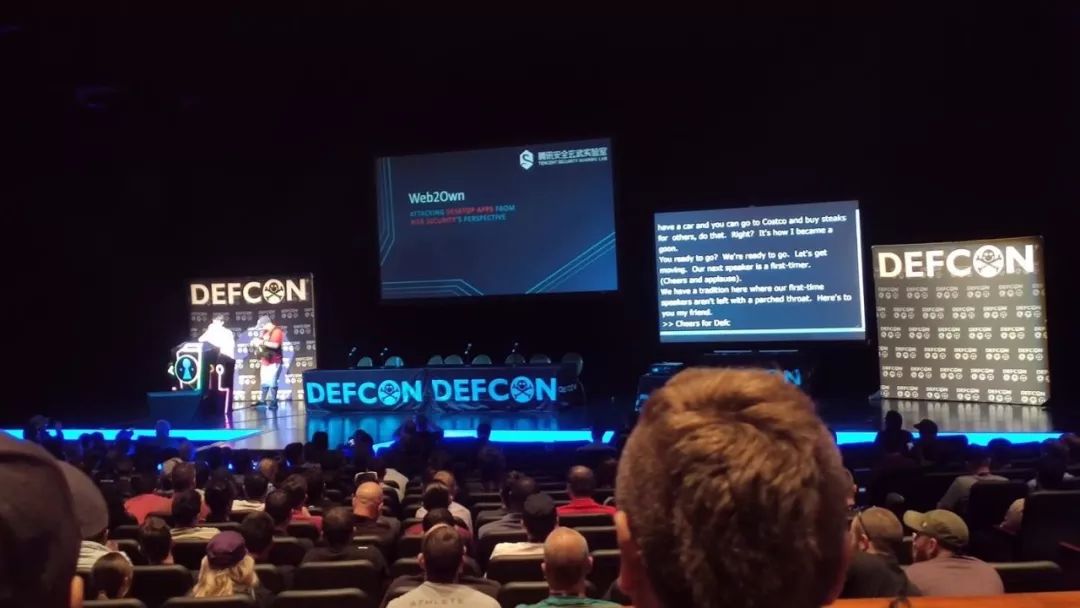 腾讯安全玄武实验室
TENCENT SECURITY XUANWU LAB
Web2Own
ATTACKING DESKTOP APPS FROM
WEB SECURITY'S PERSPECTIVE
have a car and you can go to Costco and buy steaks
for others, do that. Right? It's how I became a
goon.
You ready to go? We're ready to go. Let's get
moving. Our next speaker is a first-timer.
(Cheers and applause).
We have a tradition here where our first-time
speakers aren't left with a parched throat. Here's to
you my friend.
>> Cheers for Defc
DEFCON
DEFCON
DEFCON
DEFCON
ATHLETE